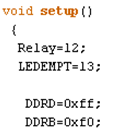 void setup()
{
Relay=12;
LEDEMPT=13;
DDRD=0xff;
DDRB=0xf0;